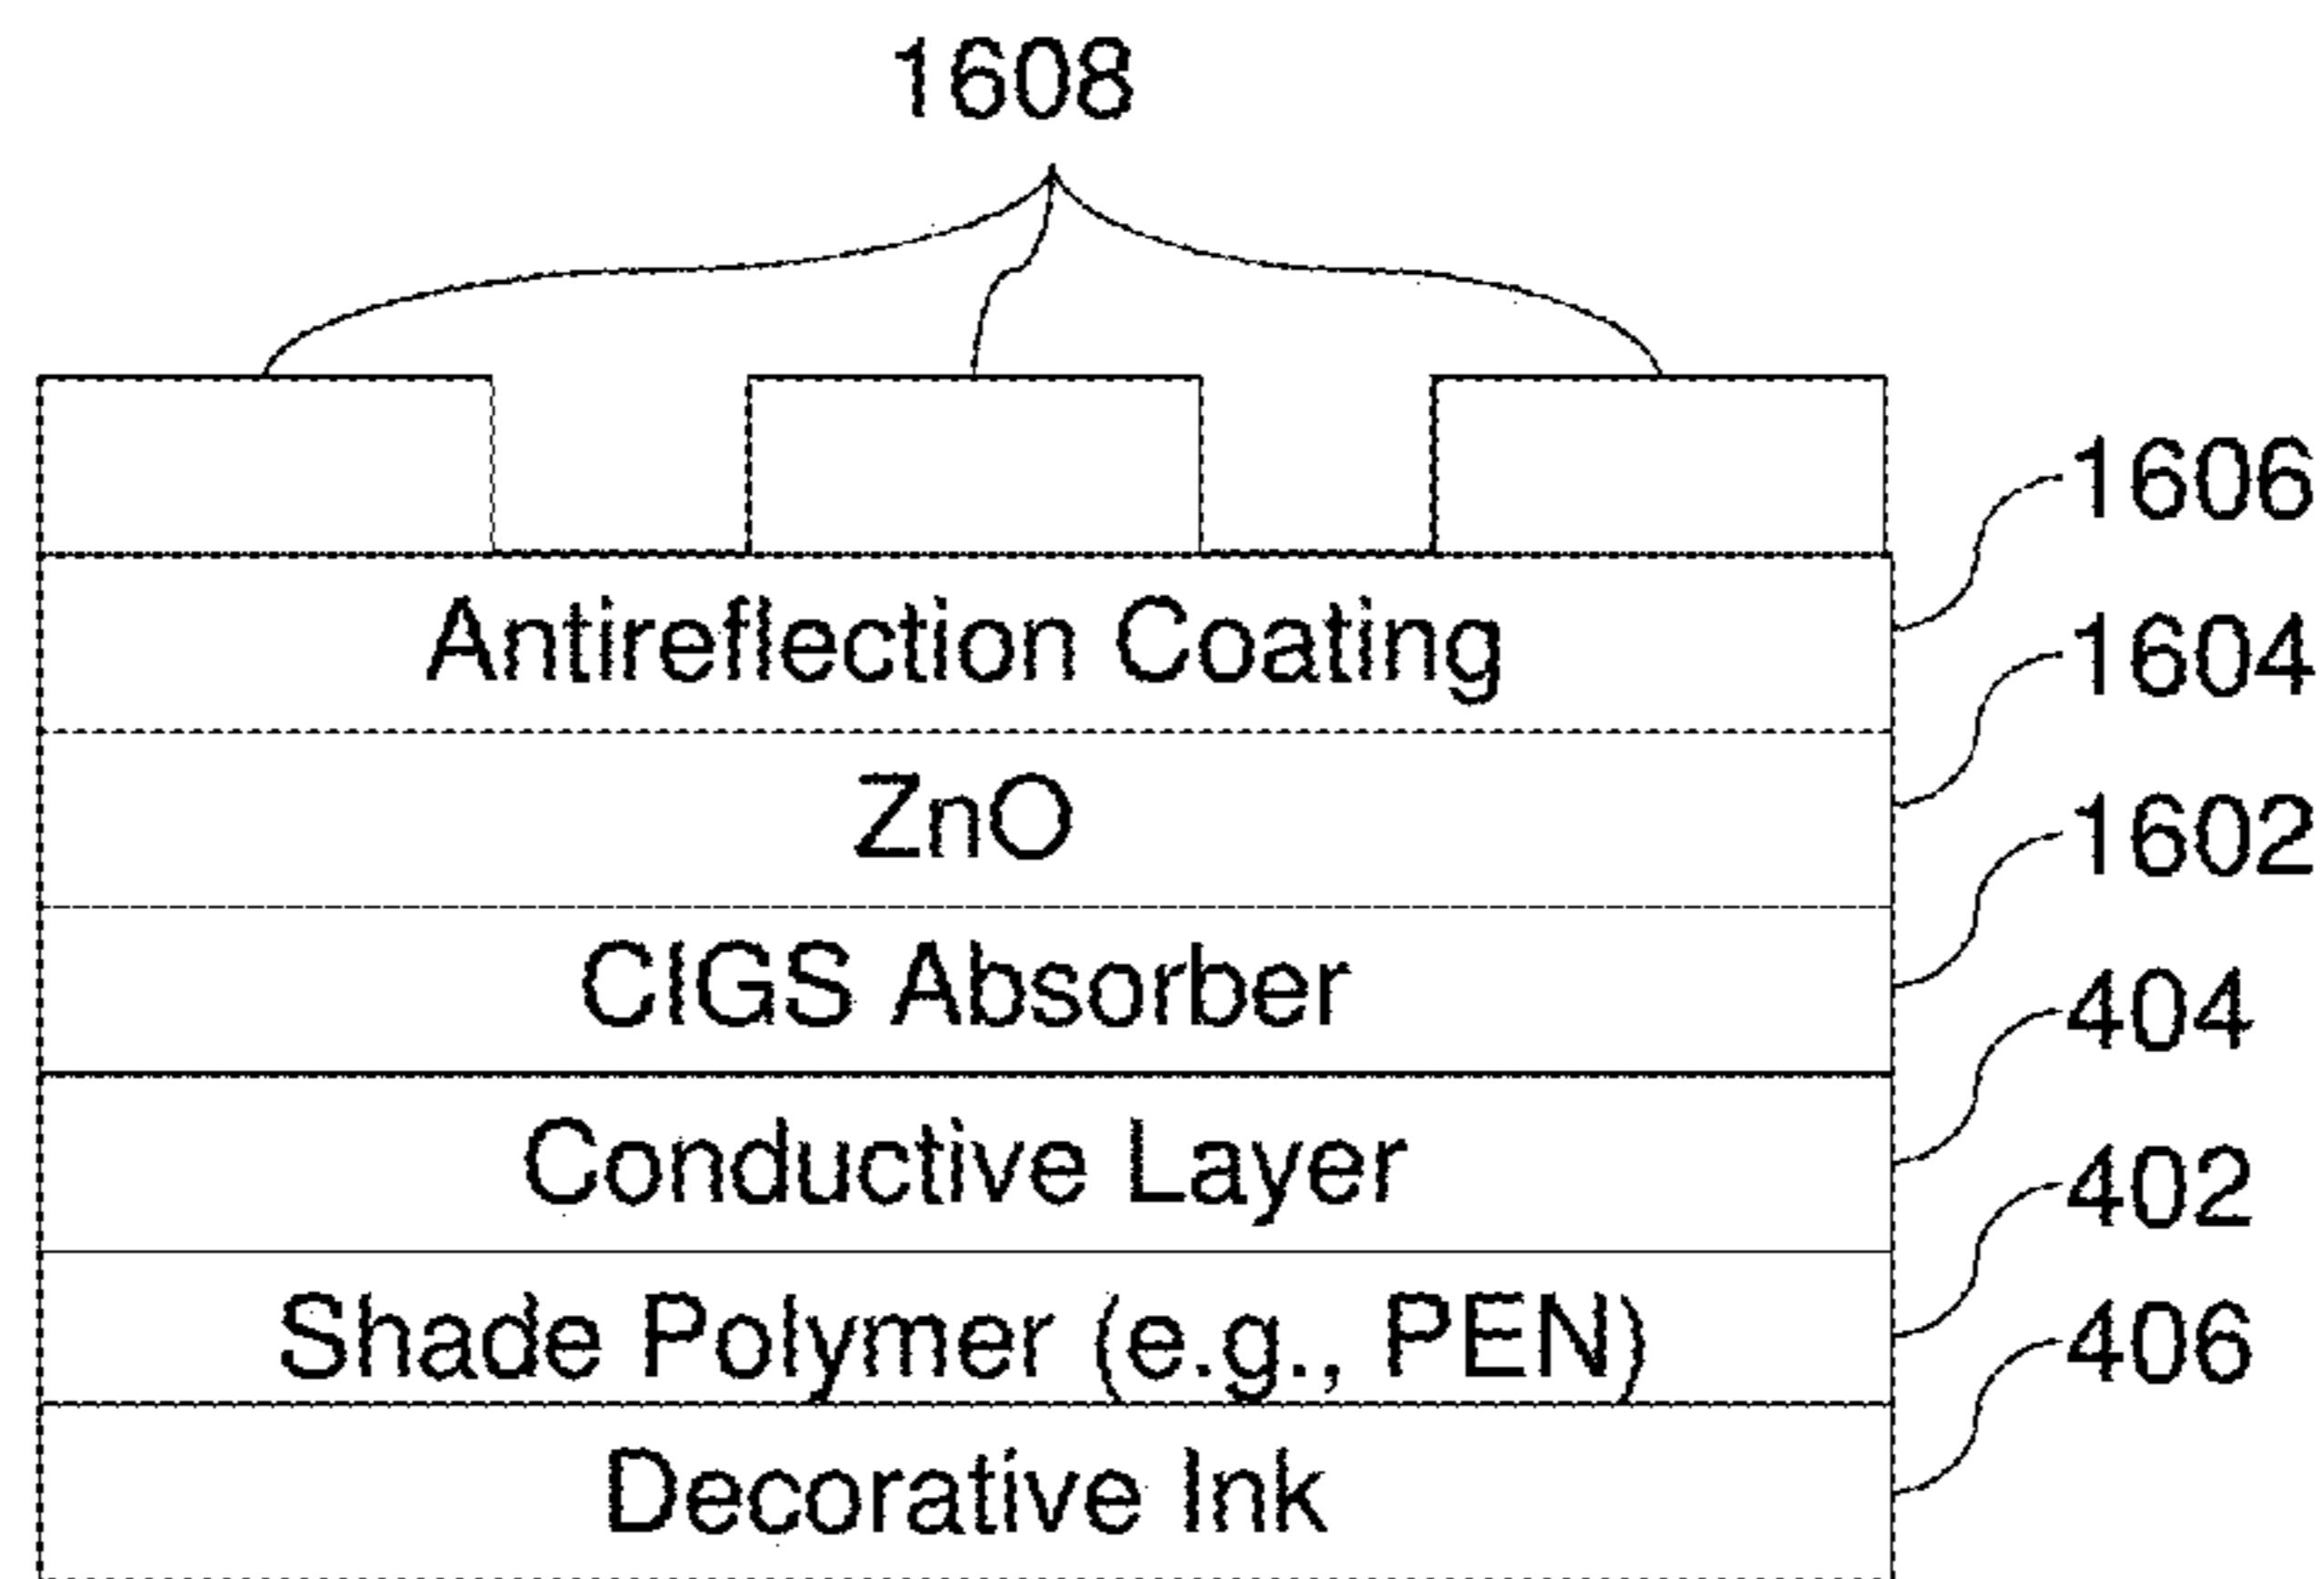 1608
1606
Antireflection Coating
1604
ZnO
1602
CIGS Absorber
404
Conductive Layer
402
Shade Polymer (e.g., PEN)
406
Decorative Ink